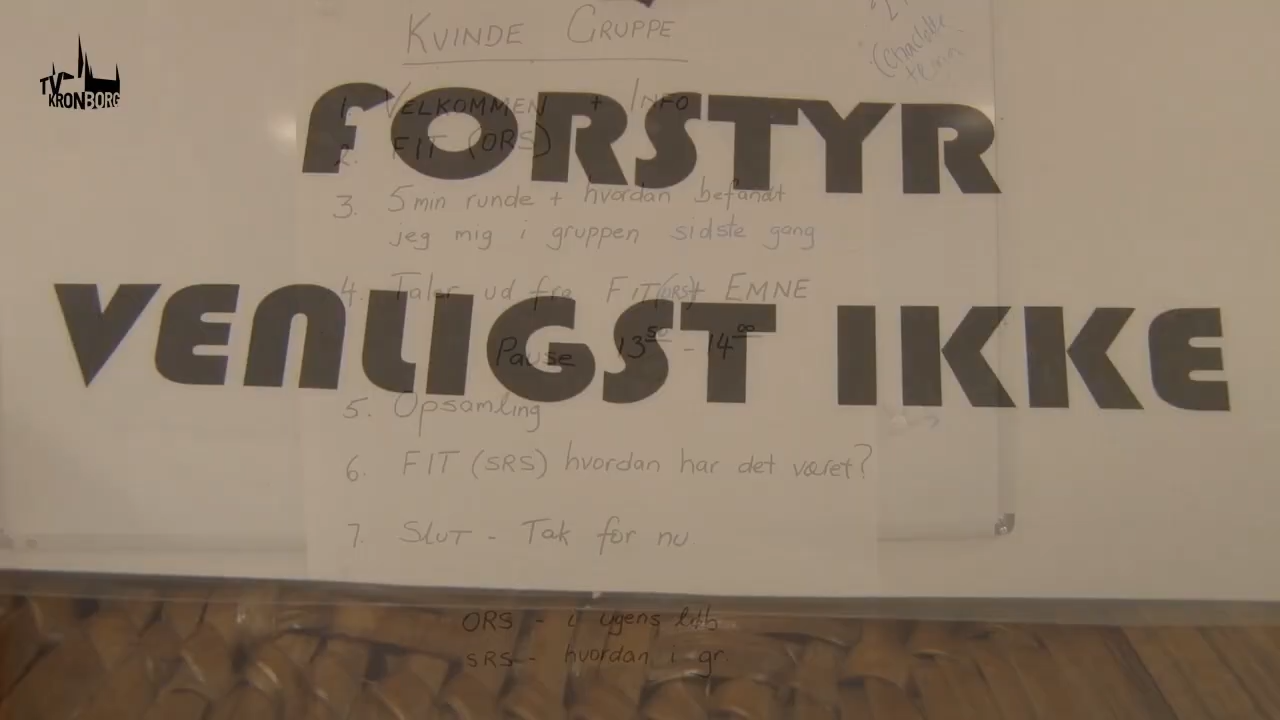 TV
KRONBORG
KVINDE GRUPPE
Charlotte
FORSTYR
VENLIGST IKKE
1. VELKOMMEN + INFO
2. FIT (ORS)
3. 5 min runde + hvordan befandt
jeg mig i gruppen sidste gang
4. Taler ud fra FIT(ORS)+ EMNE
Pause 13⁵⁰ - 14⁰⁰
5. Opsamling
6. FIT (SRS) hvordan har det været?
7. SLUT - Tak for nu
ORS - i ugens løb
SRS - hvordan i gr.